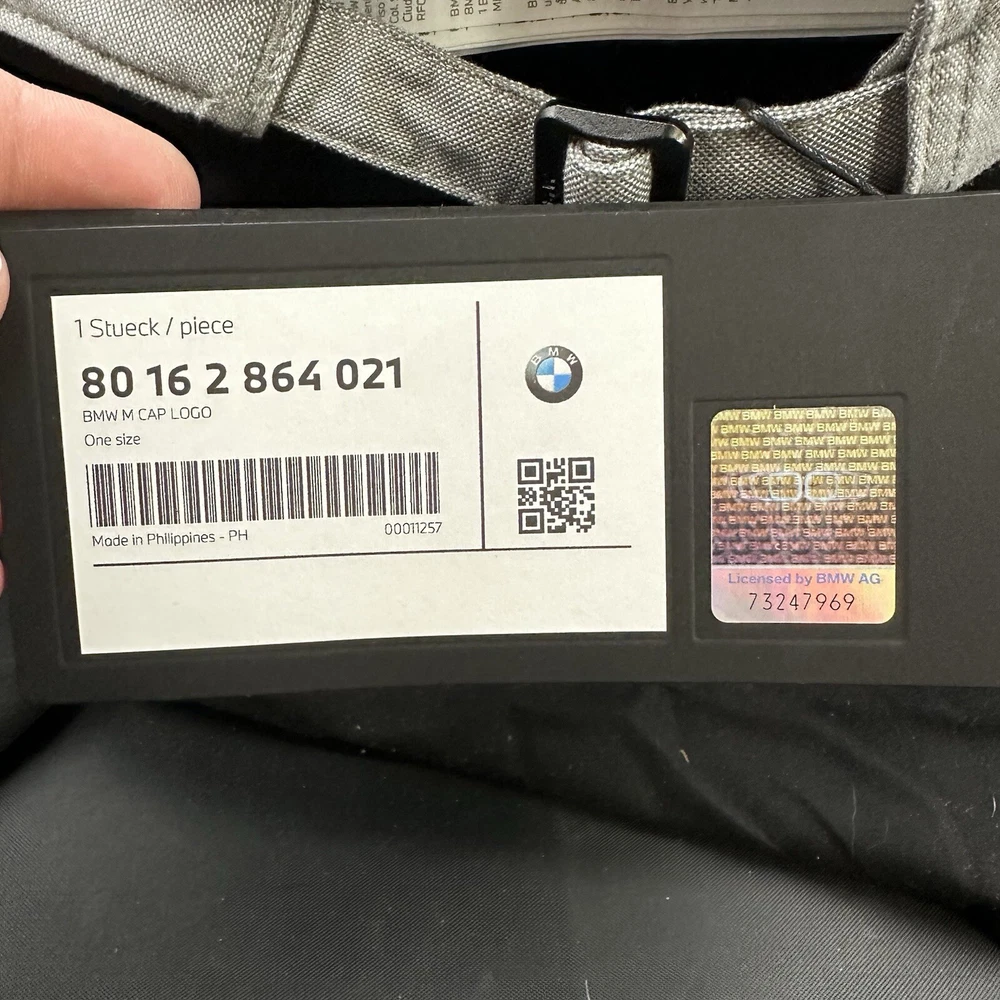 1 Stueck / piece
80 16 2 864 021
BMW M CAP LOGO
One size
Made in Philippines - PH
00011257
BMW
Licensed by BMW AG
73247969